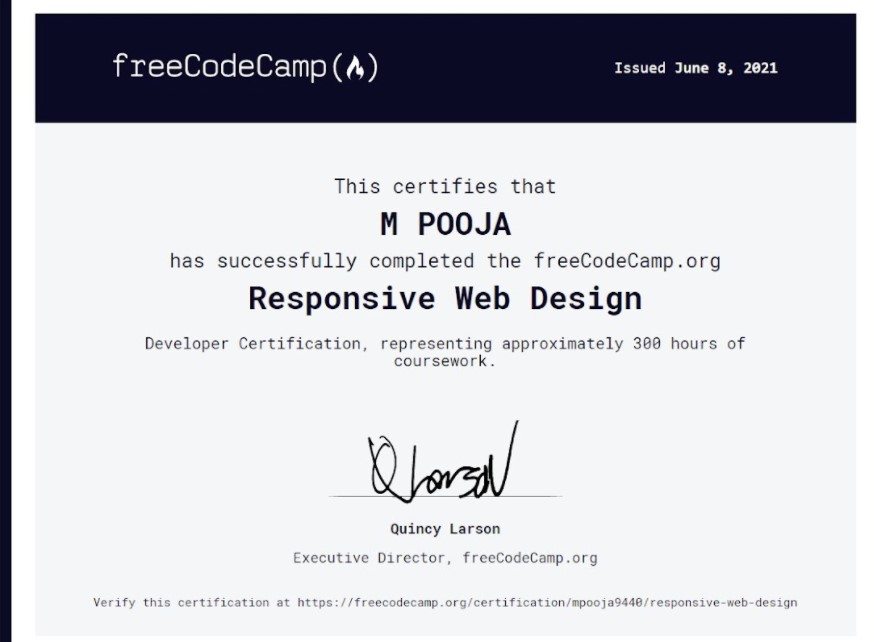 freeCodeCamp
Issued June 8, 2021
This certifies that
M POOJA
has successfully completed the freeCodeCamp.org
Responsive Web Design
Developer Certification, representing approximately 300 hours of
coursework.
Q Larson
Quincy Larson
Executive Director, freeCodeCamp.org
Verify this certification at https://freecodecamp.org/certification/mpooja9440/responsive-web-design